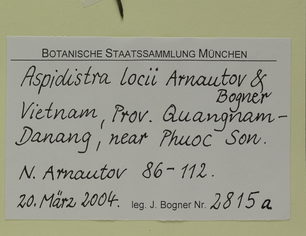 BOTANISCHE STAATSSAMMLUNG MÜNCHEN
Aspidistra locii Arnautov &
Bogner
Vietnam, Prov. Quangnam-
Danang, near Phuoc Son.
N. Arnautov 86-112.
20. März 2004. leg. J. Bogner Nr. 2815a